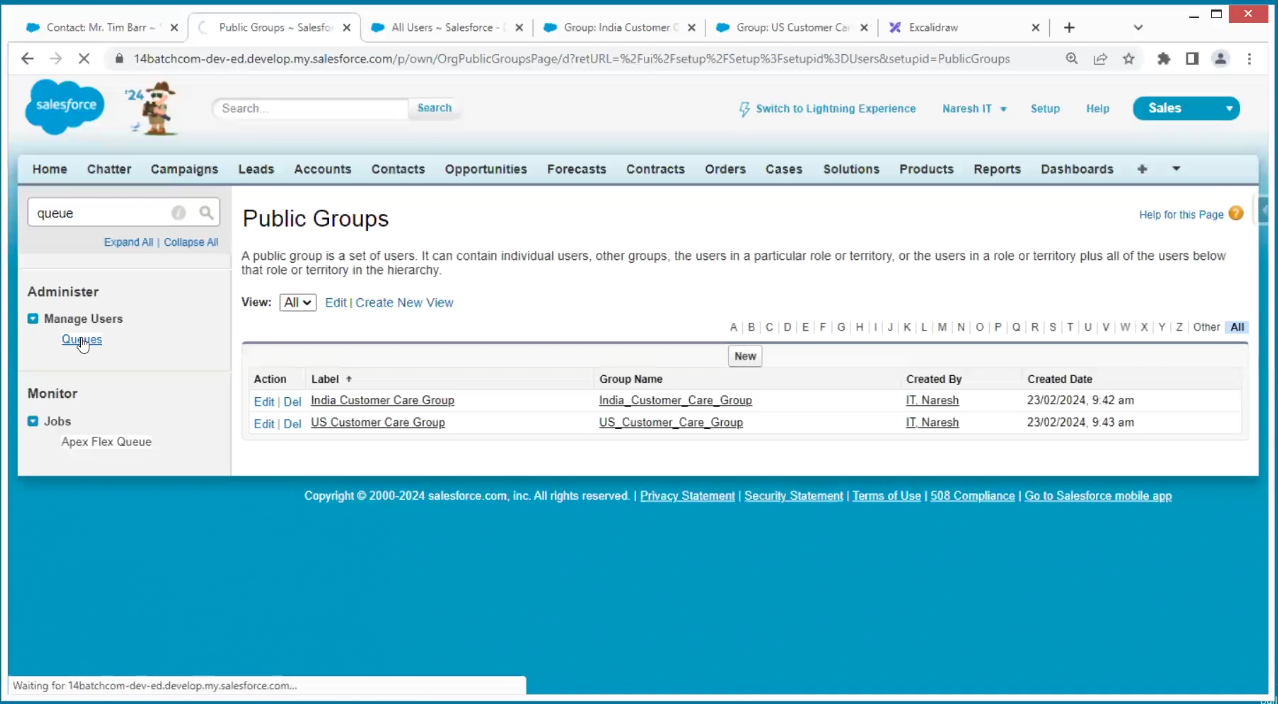 Contact: Mr. Tim Barr ~
Public Groups ~ Salesfo
All Users ~ Salesforce -
Group: India Customer
Group: US Customer Ca
Excalidraw
14batchcom-dev-ed.develop.my.salesforce.com/p/own/OrgPublicGroupsPage/d?retURL=%2Fui%2Fsetup%2FSetup%3Fsetupid%3DUsers&setupid=PublicGroups
salesforce
'24
Search...
Search
Switch to Lightning Experience
Naresh IT
Setup
Help
Sales
Home Chatter Campaigns Leads Accounts Contacts Opportunities Forecasts Contracts Orders Cases Solutions Products Reports Dashboards +
queue
Expand All | Collapse All
Administer
Manage Users
Queues
Monitor
Jobs
Apex Flex Queue
Public Groups
Help for this Page ?
A public group is a set of users. It can contain individual users, other groups, the users in a particular role or territory, or the users in a role or territory plus all of the users below
that role or territory in the hierarchy.
View: All Edit | Create New View
A | B | C | D | E | F | G | H | I | J | K | L | M | N | O | P | Q | R | S | T | U | V | W | X | Y | Z | Other All
New
Action Label Group Name Created By Created Date
Edit | Del India Customer Care Group India_Customer_Care_Group IT, Naresh 23/02/2024, 9:42 am
Edit | Del US Customer Care Group US_Customer_Care_Group IT, Naresh 23/02/2024, 9:43 am
Copyright © 2000-2024 salesforce.com, inc. All rights reserved. | Privacy Statement | Security Statement | Terms of Use | 508 Compliance | Go to Salesforce mobile app
Waiting for 14batchcom-dev-ed.develop.my.salesforce.com...